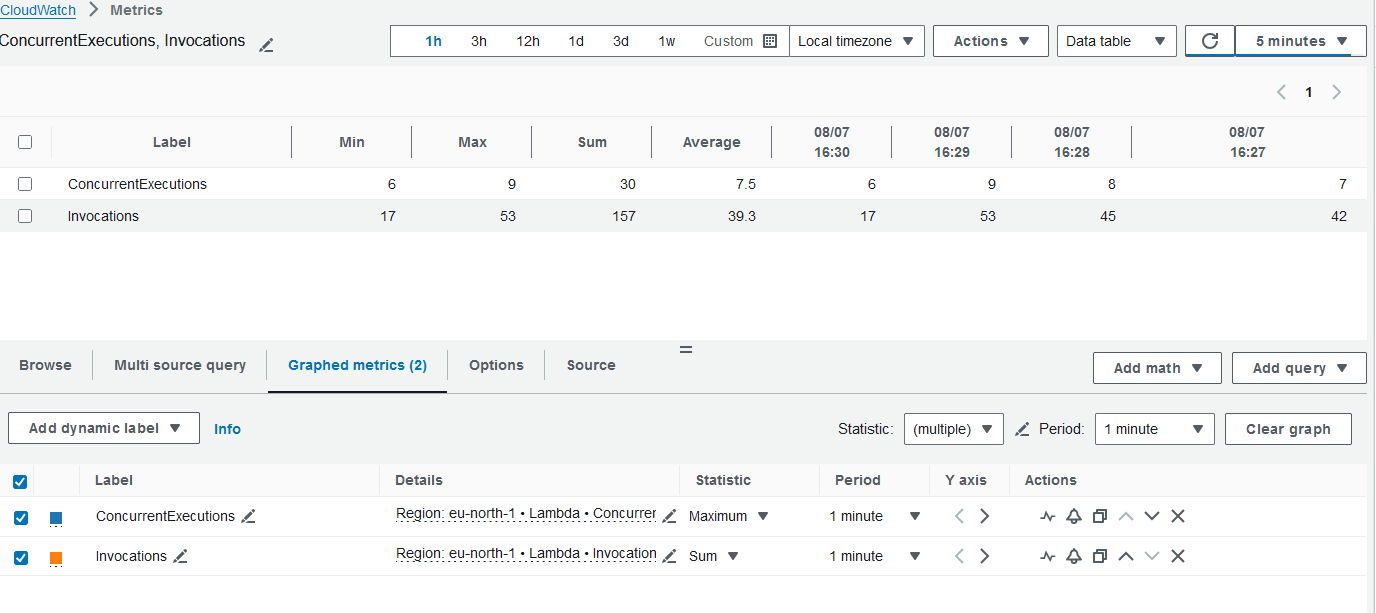 CloudWatch > Metrics
ConcurrentExecutions, Invocations
1h 3h 12h 1d 3d 1w Custom Local timezone Actions Data table 5 minutes
1
Label Min Max Sum Average 08/07 16:30 08/07 16:29 08/07 16:28 08/07 16:27
ConcurrentExecutions 6 9 30 7.5 6 9 8 7
Invocations 17 53 157 39.3 17 53 45 42
Browse Multi source query Graphed metrics (2) Options Source Add math Add query
Add dynamic label Info Statistic: (multiple) Period: 1 minute Clear graph
Label Details Statistic Period Y axis Actions
ConcurrentExecutions Region: eu-north-1 • Lambda • Concurrer Maximum 1 minute
Invocations Region: eu-north-1 • Lambda • Invocation Sum 1 minute